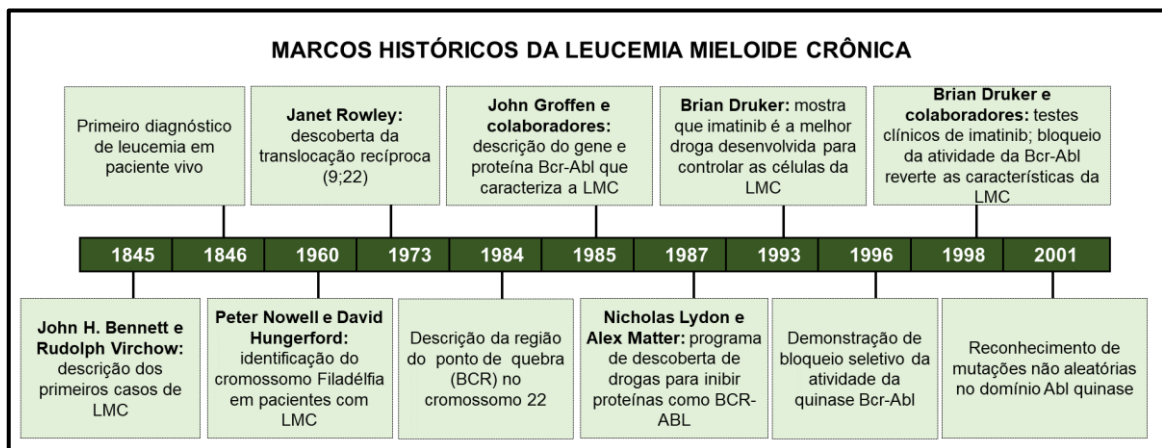 MARCOS HISTÓRICOS DA LEUCEMIA MIELOIDE CRÔNICA
Primeiro diagnóstico
de leucemia em
paciente vivo
Janet Rowley:
descoberta da
translocação recíproca
(9;22)
John Groffen e
colaboradores:
descrição do gene e
proteína Bcr-Abl que
caracteriza a LMC
Brian Druker: mostra
que imatinib é a melhor
droga desenvolvida para
controlar as células da
LMC
Brian Druker e
colaboradores: testes
clínicos de imatinib; bloqueio
da atividade da Bcr-Abl
reverte as características da
LMC
1845 1846 1960 1973 1984 1985 1987 1993 1996 1998 2001
John H. Bennett e
Rudolph Virchow:
descrição dos
primeiros casos de
LMC
Peter Nowell e David
Hungerford:
identificação do
cromossomo Filadélfia
em pacientes com
LMC
Descrição da região
do ponto de quebra
(BCR) no
cromossomo 22
Nicholas Lydon e
Alex Matter: programa
de descoberta de
drogas para inibir
proteínas como BCR-
ABL
Demonstração de
bloqueio seletivo da
atividade da
quinase Bcr-Abl
Reconhecimento de
mutações não aleatórias
no domínio Abl quinase